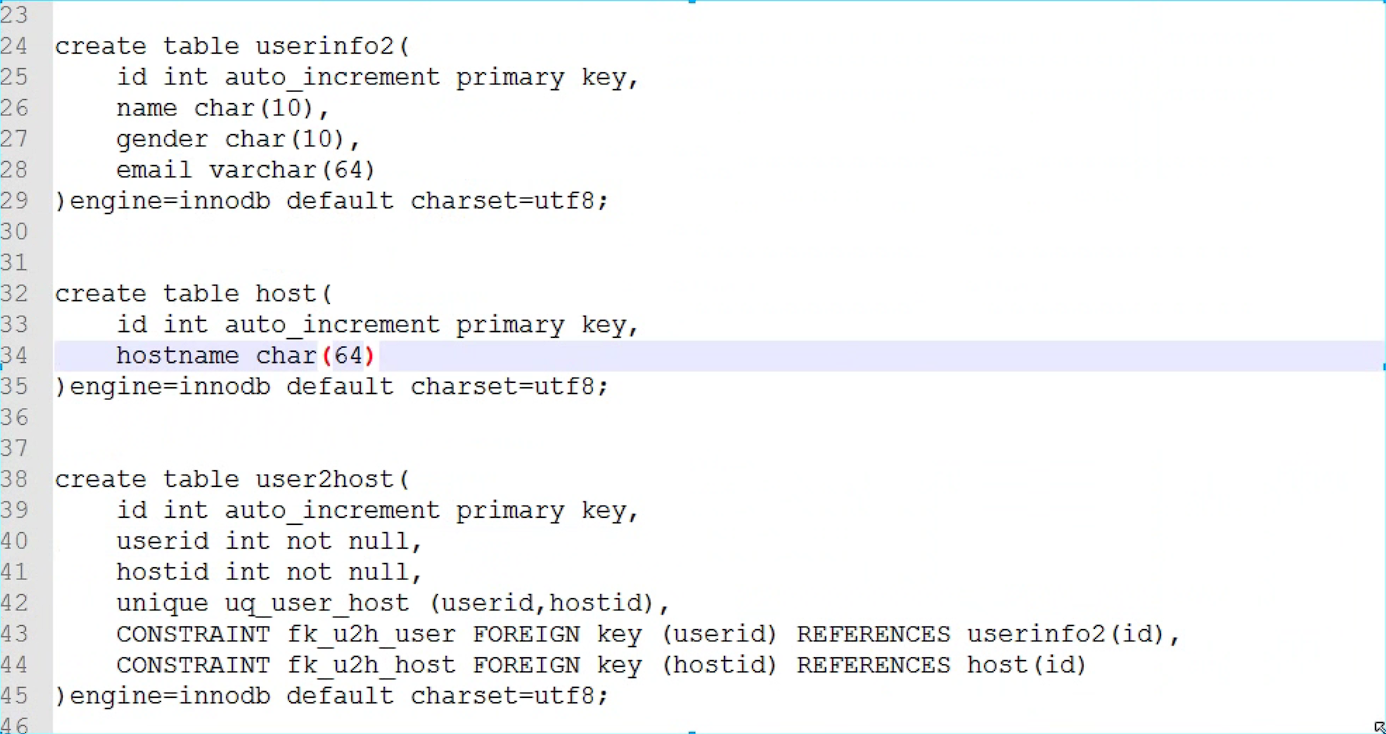 23
24 create table userinfo2(
25     id int auto_increment primary key,
26     name char(10),
27     gender char(10),
28     email varchar(64)
29 )engine=innodb default charset=utf8;
30
31
32 create table host(
33     id int auto_increment primary key,
34     hostname char(64)
35 )engine=innodb default charset=utf8;
36
37
38 create table user2host(
39     id int auto_increment primary key,
40     userid int not null,
41     hostid int not null,
42     unique uq_user_host (userid,hostid),
43     CONSTRAINT fk_u2h_user FOREIGN key (userid) REFERENCES userinfo2(id),
44     CONSTRAINT fk_u2h_host FOREIGN key (hostid) REFERENCES host(id)
45 )engine=innodb default charset=utf8;
46